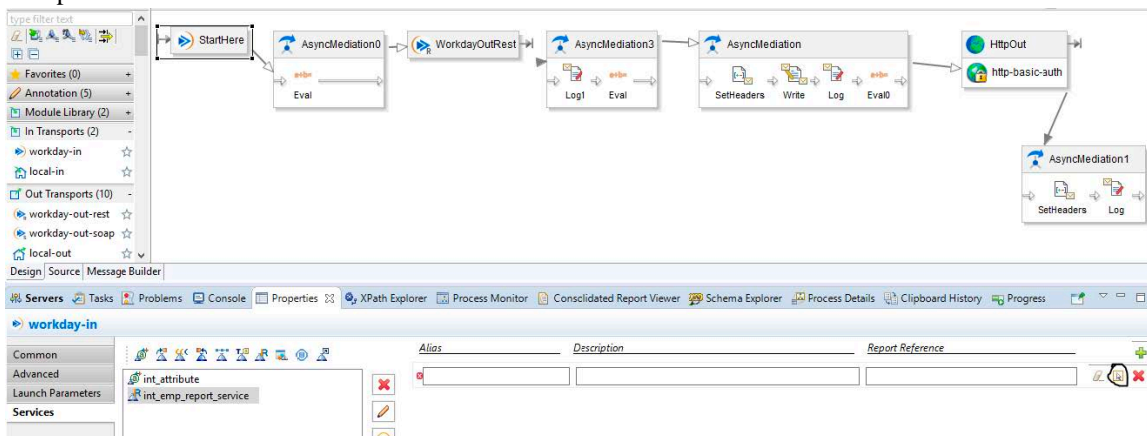 type filter text
Favorites (0)
Annotation (5)
Module Library (2)
In Transports (2)
workday-in
local-in
Out Transports (10)
workday-out-rest
workday-out-soap
local-out
StartHere
AsyncMediation0
Eval
WorkdayOutRest
AsyncMediation3
Log1 Eval
AsyncMediation
SetHeaders Write Log Eval0
HttpOut
http-basic-auth
AsyncMediation1
SetHeaders Log
Design Source Message Builder
Servers Tasks Problems Console Properties XPath Explorer Process Monitor Consclidated Report Viewer Schema Explorer Process Details Clipboard History Progress
workday-in
Common
Advanced
Launch Parameters
Services
int_attribute
int_emp_report_service
Alias Description Report Reference